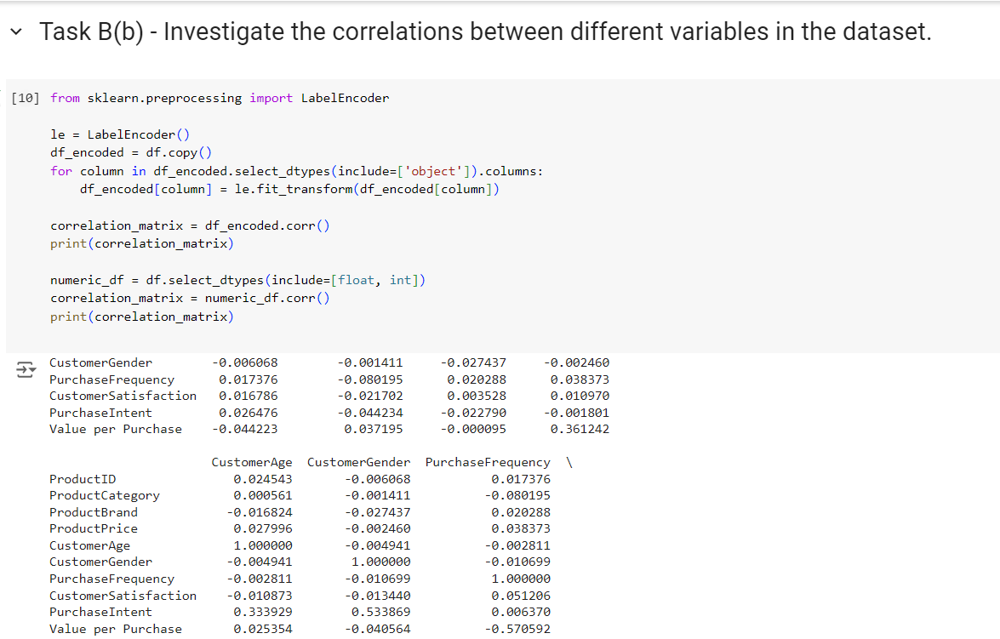 Task B(b) - Investigate the correlations between different variables in the dataset.
[10] from sklearn.preprocessing import LabelEncoder
le = LabelEncoder()
df_encoded = df.copy()
for column in df_encoded.select_dtypes(include=['object']).columns:
    df_encoded[column] = le.fit_transform(df_encoded[column])
correlation_matrix = df_encoded.corr()
print(correlation_matrix)
numeric_df = df.select_dtypes(include=[float, int])
correlation_matrix = numeric_df.corr()
print(correlation_matrix)
CustomerGender -0.006068 -0.001411 -0.027437 -0.002460
PurchaseFrequency 0.017376 -0.080195 0.020288 0.038373
CustomerSatisfaction 0.016786 -0.021702 0.003528 0.010970
PurchaseIntent 0.026476 -0.044234 -0.022790 -0.001801
Value per Purchase -0.044223 0.037195 -0.000095 0.361242
CustomerAge CustomerGender PurchaseFrequency \
ProductID 0.024543 -0.006068 0.017376
ProductCategory 0.000561 -0.001411 -0.080195
ProductBrand -0.016824 -0.027437 0.020288
ProductPrice 0.027996 -0.002460 0.038373
CustomerAge 1.000000 -0.004941 -0.002811
CustomerGender -0.004941 1.000000 -0.010699
PurchaseFrequency -0.002811 -0.010699 1.000000
CustomerSatisfaction -0.010873 -0.013440 0.051206
PurchaseIntent 0.333929 0.533869 0.006370
Value per Purchase 0.025354 -0.040564 -0.570592